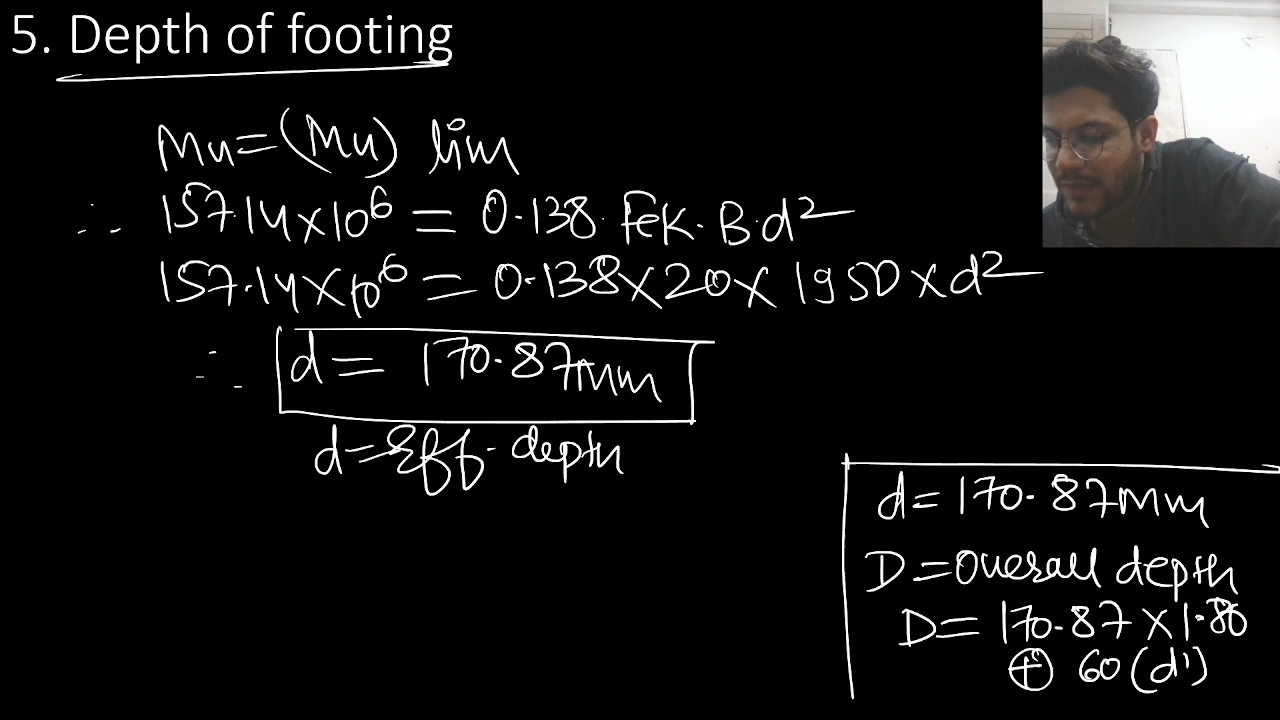 5. Depth of footing
Mu = (Mu) lim
∴ 157.14×10⁶ = 0.138. Fck. B.d²
157.14×10⁶ = 0.138×20×1950×d²
∴ d = 170.87mm
d = Eff. depth
d = 170.87mm
D = Overall depth
D = 170.87 × 1.80
⊕ 60 (d')